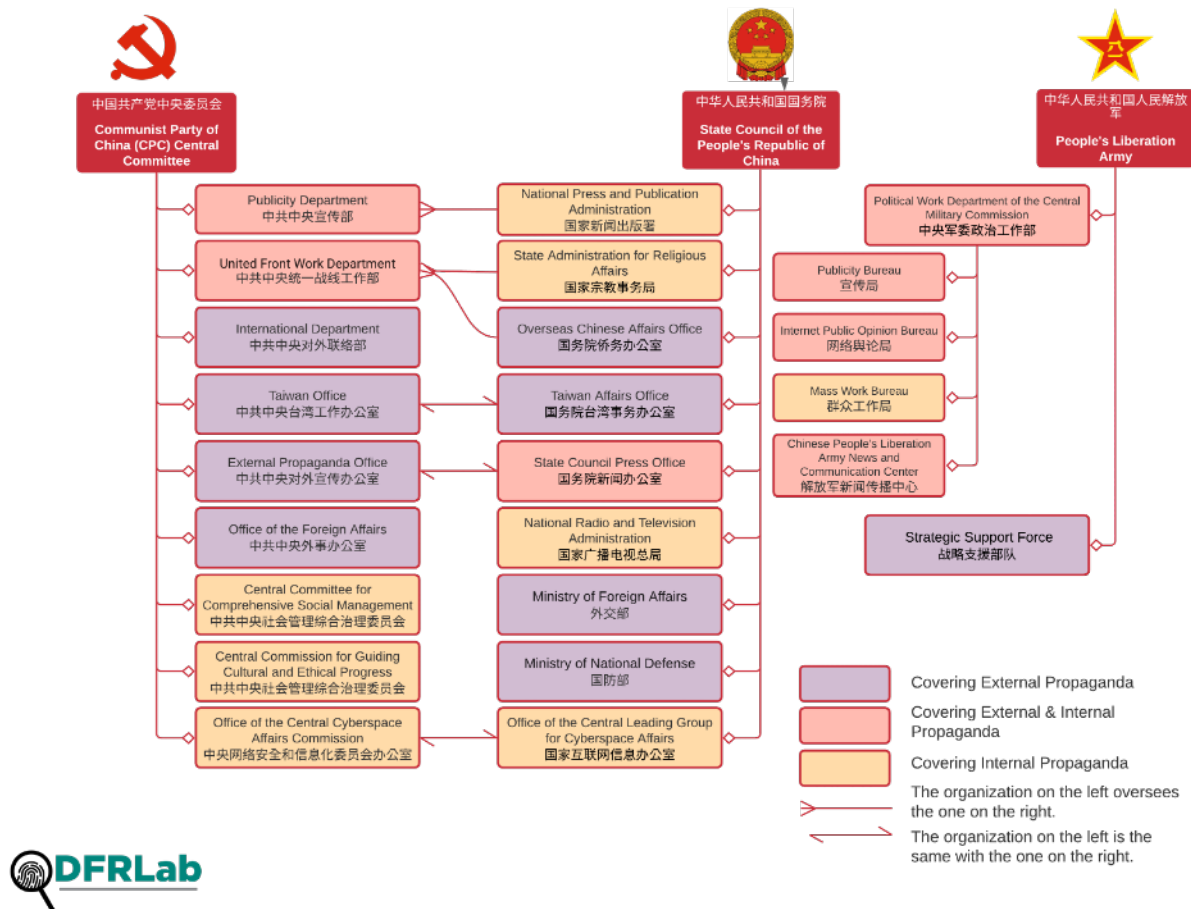 中国共产党中央委员会
Communist Party of
China (CPC) Central
Committee
中华人民共和国国务院
State Council of the
People's Republic of
China
八一
中华人民共和国人民解放
军
People's Liberation
Army
Publicity Department
中共中央宣传部
United Front Work Department
中共中央统一战线工作部
International Department
中共中央对外联络部
Taiwan Office
中共中央台湾工作办公室
External Propaganda Office
中共中央对外宣传办公室
Office of the Foreign Affairs
中共中央外事办公室
Central Committee for
Comprehensive Social Management
中共中央社会管理综合治理委员会
Central Commission for Guiding
Cultural and Ethical Progress
中共中央社会管理综合治理委员会
Office of the Central Cyberspace
Affairs Commission
中央网络安全和信息化委员会办公室
National Press and Publication
Administration
国家新闻出版署
State Administration for Religious
Affairs
国家宗教事务局
Overseas Chinese Affairs Office
国务院侨务办公室
Taiwan Affairs Office
国务院台湾事务办公室
State Council Press Office
国务院新闻办公室
National Radio and Television
Administration
国家广播电视总局
Ministry of Foreign Affairs
外交部
Ministry of National Defense
国防部
Office of the Central Leading Group
for Cyberspace Affairs
国家互联网信息办公室
Political Work Department of the Central
Military Commission
中央军委政治工作部
Publicity Bureau
宣传局
Internet Public Opinion Bureau
网络舆论局
Mass Work Bureau
群众工作局
Chinese People's Liberation
Army News and
Communication Center
解放军新闻传播中心
Strategic Support Force
战略支援部队
Covering External Propaganda
Covering External & Internal
Propaganda
Covering Internal Propaganda
The organization on the left oversees
the one on the right.
The organization on the left is the
same with the one on the right.
DFRLab